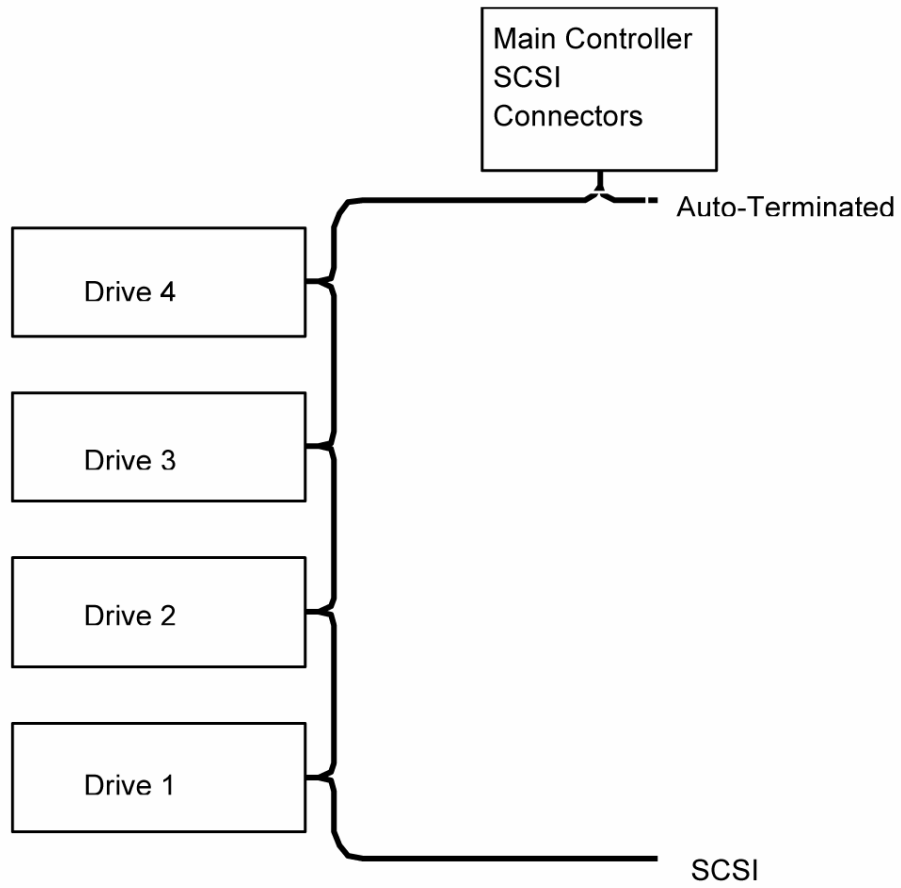 Main Controller
SCSI
Connectors
Auto-Terminated
Drive 4
Drive 3
Drive 2
Drive 1
SCSI